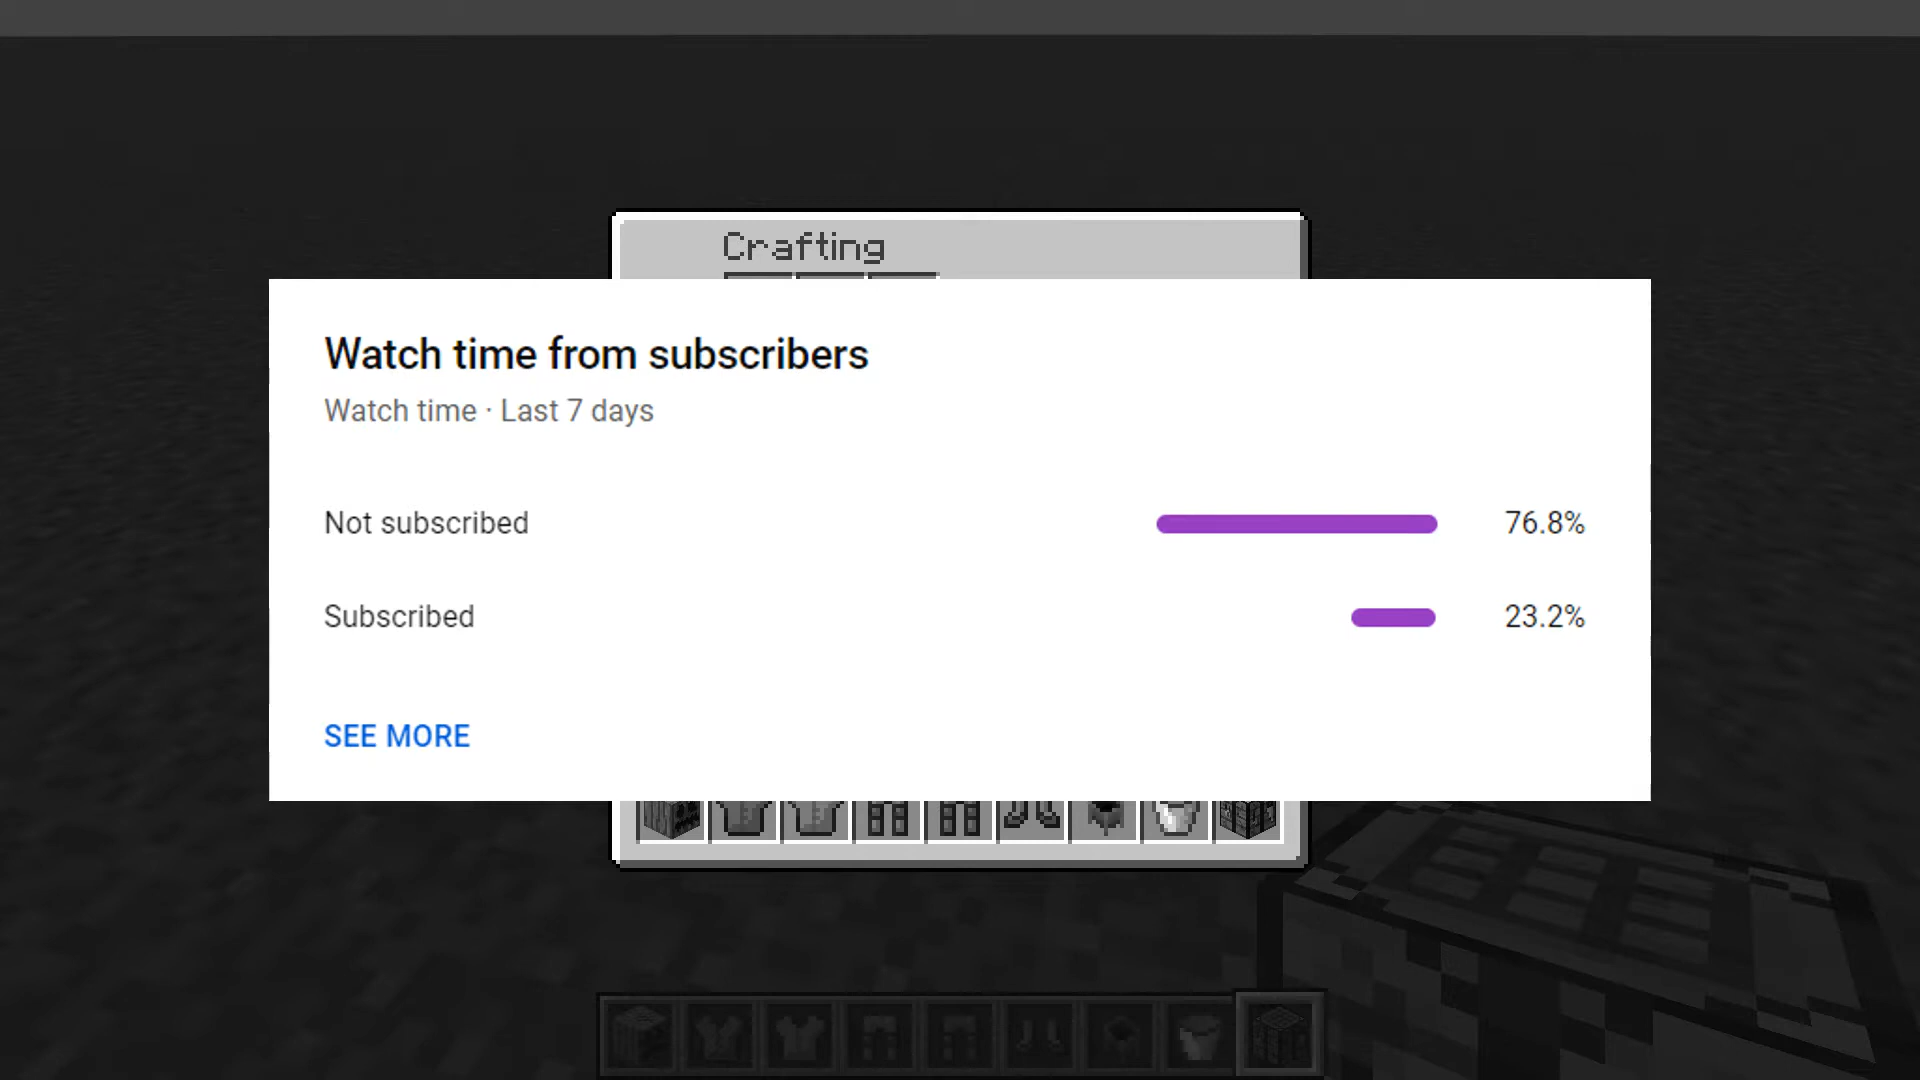 Crafting
Watch time from subscribers
Watch time · Last 7 days
Not subscribed 76.8%
Subscribed 23.2%
SEE MORE